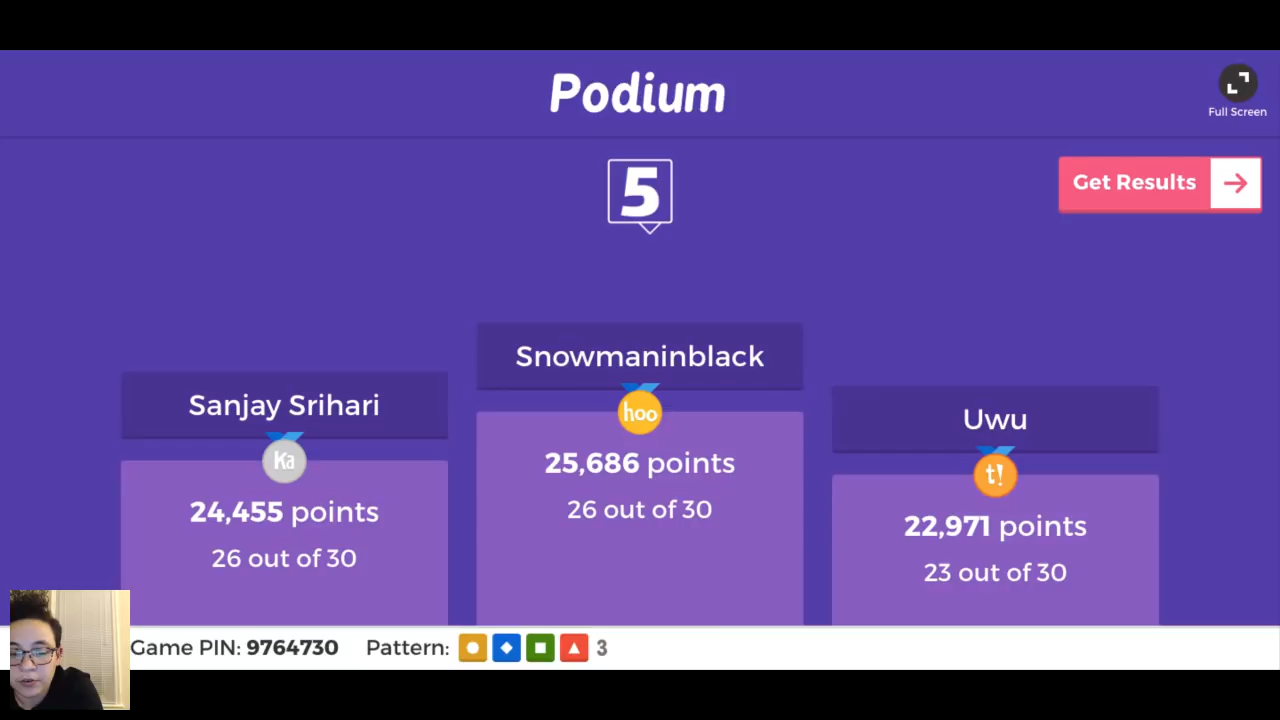 Podium
Full Screen
5
Get Results
Snowmaninblack
hoo
25,686 points
26 out of 30
Sanjay Srihari
Ka
24,455 points
26 out of 30
Uwu
t!
22,971 points
23 out of 30
Game PIN: 9764730 Pattern: 3